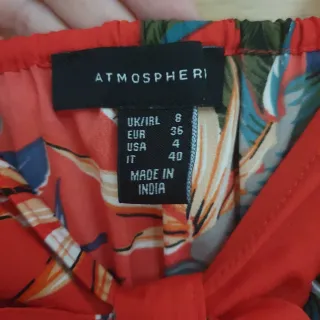 ATMOSPHER
UK/IRL 8
EUR 36
USA 4
IT 40
MADE IN
INDIA